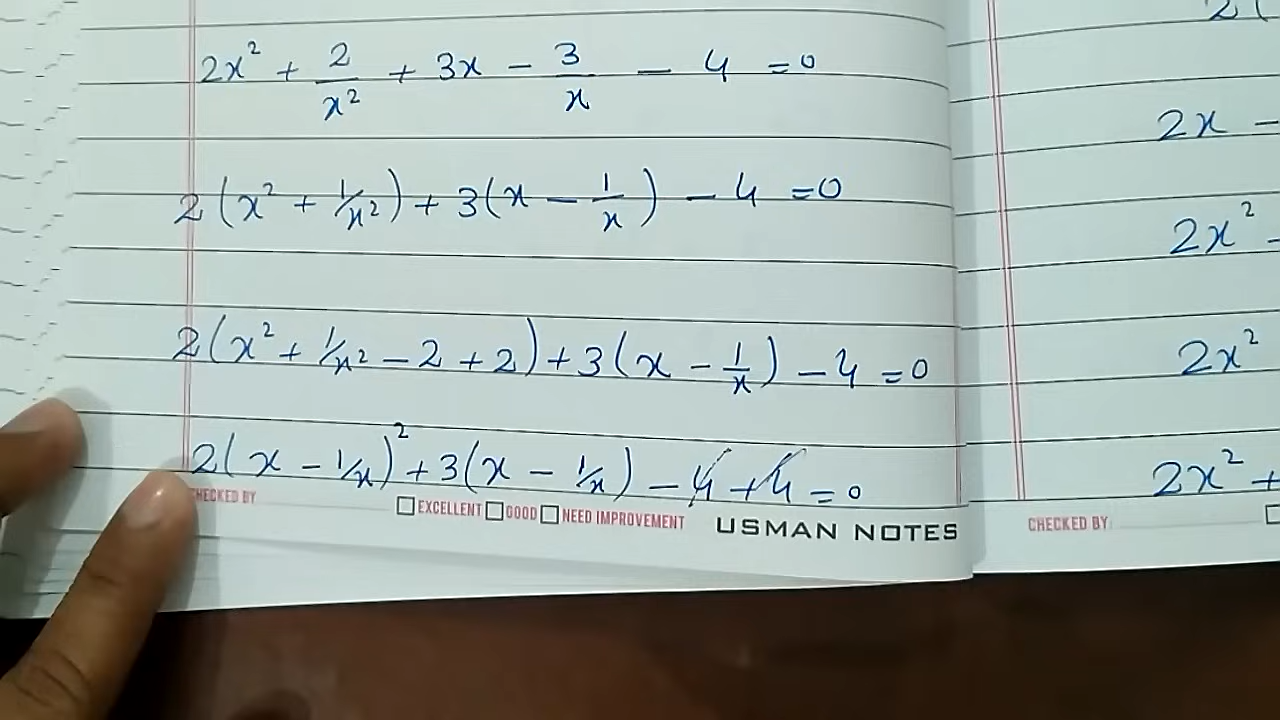 2x² + 2/x² + 3x - 3/x - 4 = 0
2(x² + 1/x²) + 3(x - 1/x) - 4 = 0
2(x² + 1/x² - 2 + 2) + 3(x - 1/x) - 4 = 0
2(x - 1/x)² + 3(x - 1/x) - 4 + 4 = 0
CHECKED BY
EXCELLENT GOOD NEED IMPROVEMENT
USMAN NOTES
2(
2x -
2x² -
2x²
2x² +
CHECKED BY